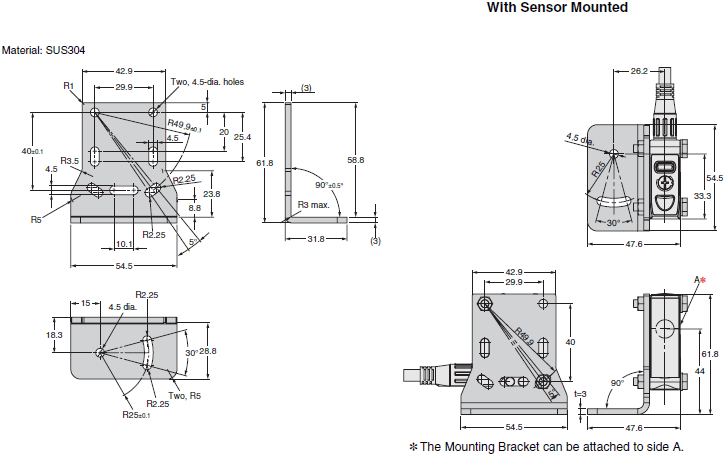 With Sensor Mounted
Material: SUS304
42.9
29.9
R1
Two, 4.5-dia. holes
5
R49.9±0.1
20
25.4
4.5
40±0.1
R3.5
4.5
R2.25
23.8
8.8
R5
R2.25
10.1
5°
54.5
(3)
61.8
58.8
90°±0.5°
R3 max.
31.8
(3)
26.2
4.5 dia.
R25
54.5
33.3
30°
47.6
15
R2.25
4.5 dia.
18.3
30°
28.8
Two, R5
R2.25
R25±0.1
42.9
29.9
R49.9
40
5°
54.5
A*
61.8
44
90°
t=3
47.6
* The Mounting Bracket can be attached to side A.